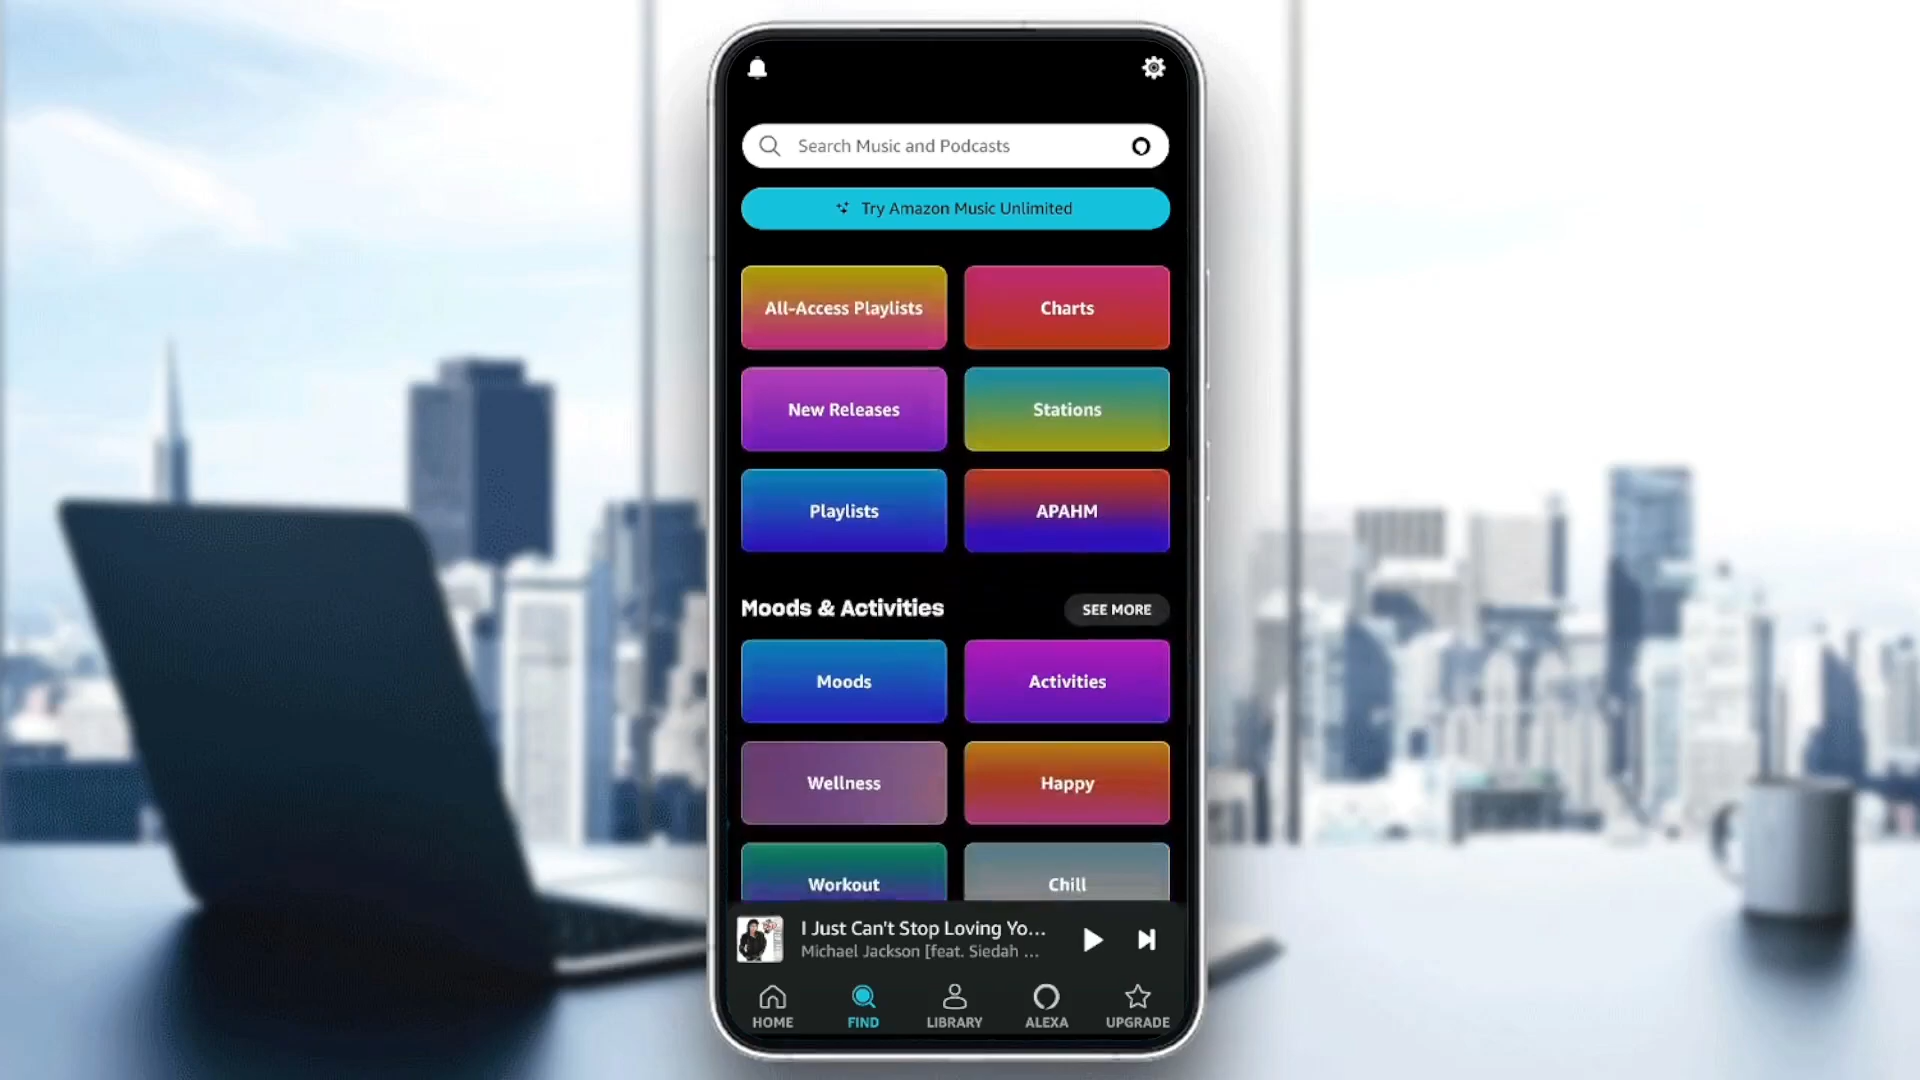 Search Music and Podcasts
Try Amazon Music Unlimited
All-Access Playlists
Charts
New Releases
Stations
Playlists
APAHM
Moods & Activities
SEE MORE
Moods
Activities
Wellness
Happy
Workout
Chill
I Just Can't Stop Loving Yo...
Michael Jackson [feat. Siedah ...
HOME
FIND
LIBRARY
ALEXA
UPGRADE